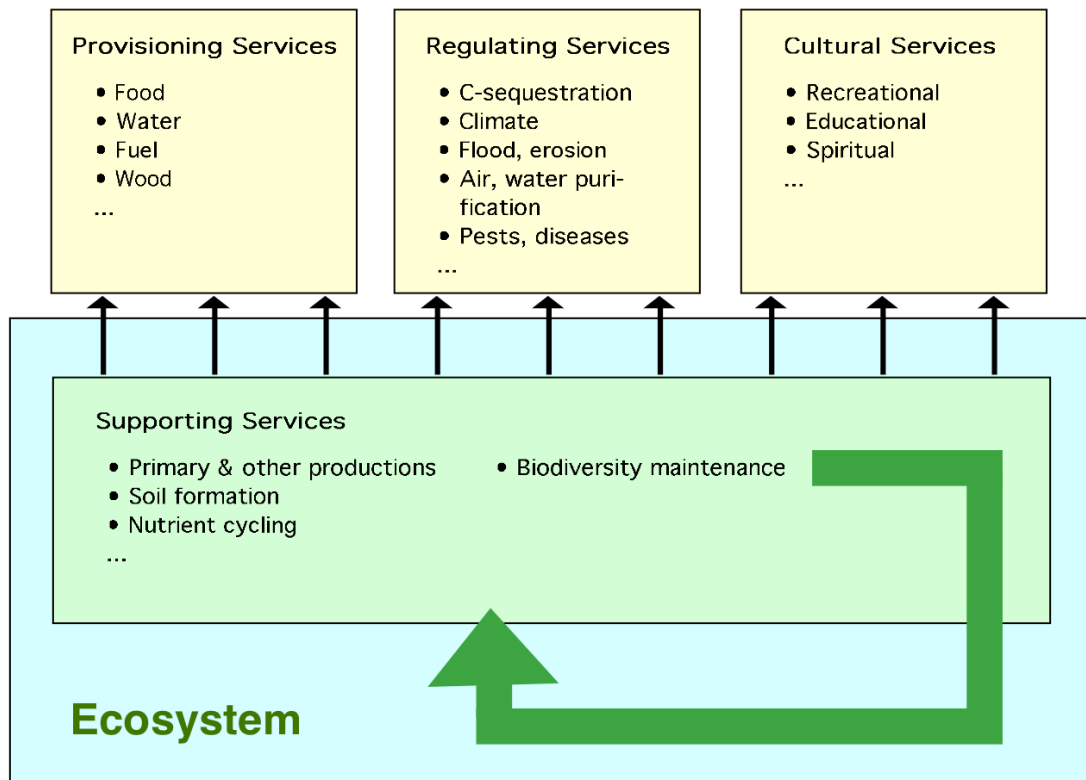 Provisioning Services
• Food
• Water
• Fuel
• Wood
...
Regulating Services
• C-sequestration
• Climate
• Flood, erosion
• Air, water puri-
fication
• Pests, diseases
...
Cultural Services
• Recreational
• Educational
• Spiritual
...
Supporting Services
• Primary & other productions
• Soil formation
• Nutrient cycling
...
• Biodiversity maintenance
Ecosystem